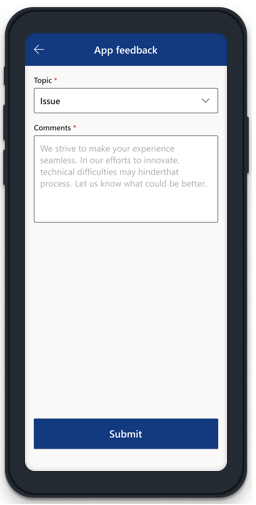 App feedback
Topic *
Issue
Comments *
We strive to make your experience
seamless. In our efforts to innovate,
technical difficulties may hinderthat
process. Let us know what could be better.
Submit